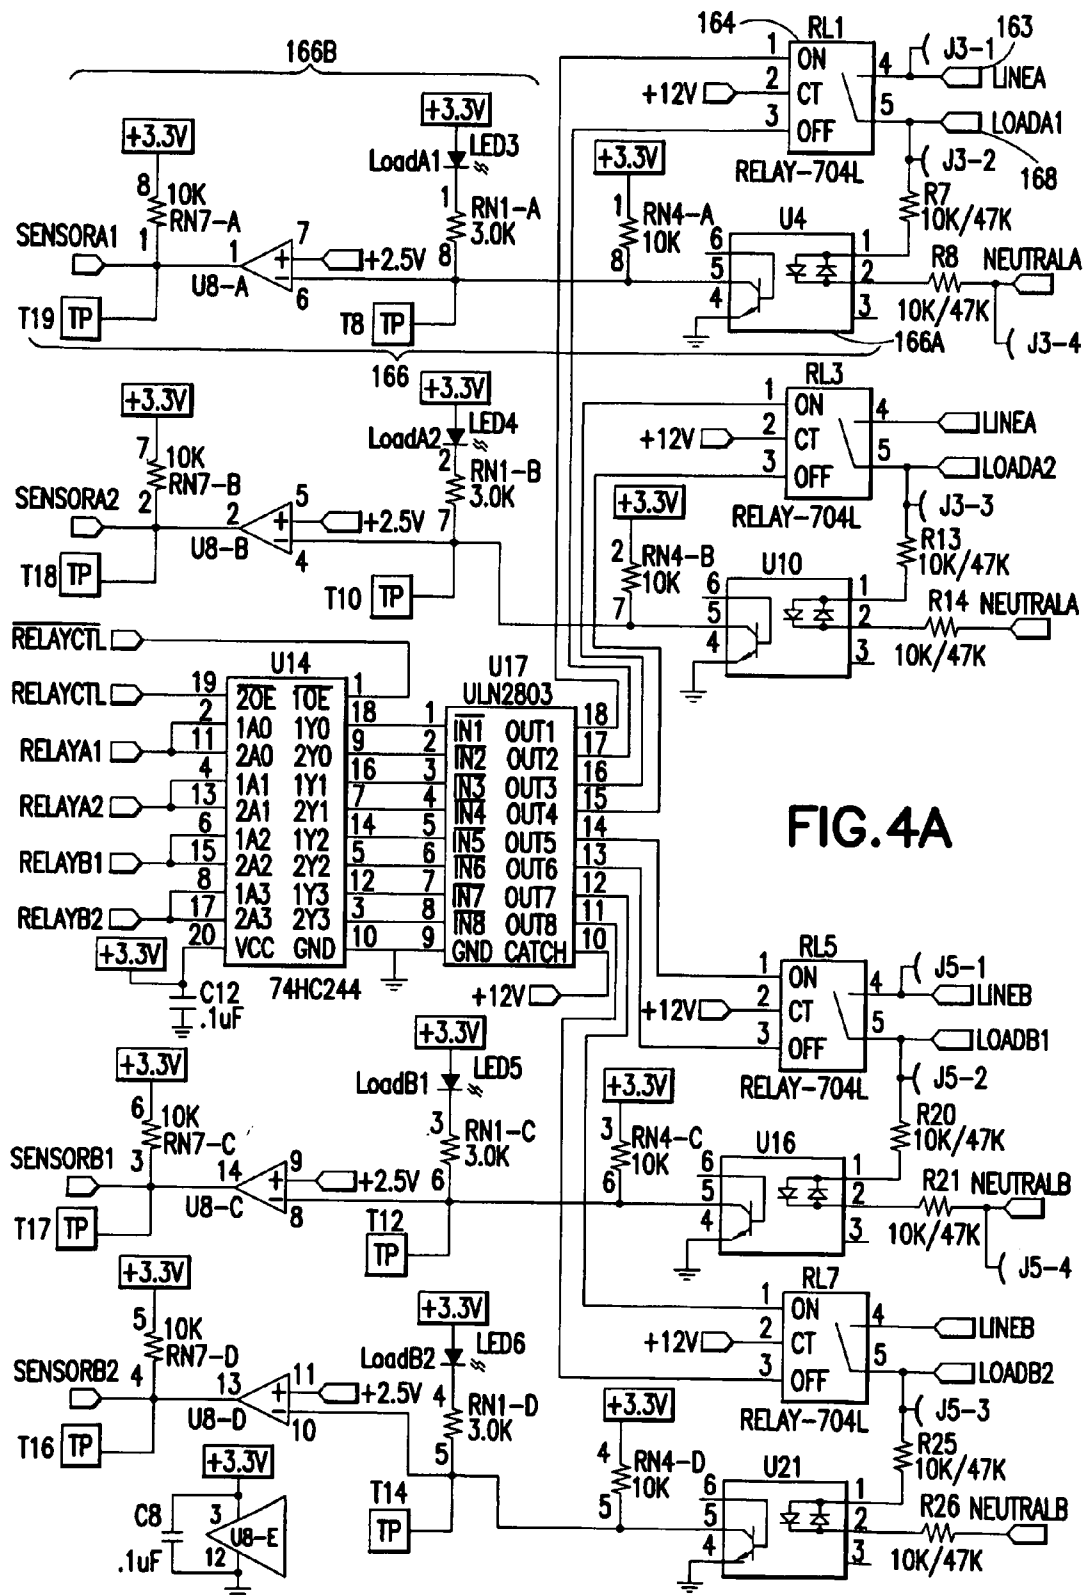 166B
+3.3V
8
10K
RN7-A
SENSORA1
1
1
U8-A
7
+
-
6
+2.5V
T19 TP
+3.3V
LED3
LoadA1
1
RN1-A
3.0K
8
T8 TP
+3.3V
1
RN4-A
10K
8
164
RL1
1 ON
+12V
2 CT
3 OFF
4
5
RELAY-704L
J3-1
163
LINEA
LOADA1
J3-2
168
R7
10K/47K
U4
6
5
4
1
2
3
R8
10K/47K
NEUTRALA
J3-4
166A
166
+3.3V
7
10K
RN7-B
SENSORA2
2
2
U8-B
5
+
-
4
+2.5V
T18 TP
+3.3V
LED4
LoadA2
2
RN1-B
3.0K
7
T10 TP
+3.3V
2
RN4-B
10K
7
RL3
1 ON
+12V
2 CT
3 OFF
4
5
RELAY-704L
LINEA
LOADA2
J3-3
R13
10K/47K
U10
6
5
4
1
2
3
R14
10K/47K
NEUTRALA
RELAYCTL
RELAYCTL
RELAYA1
RELAYA2
RELAYB1
RELAYB2
U14
19 2OE 1OE 1
2 1A0 1Y0 18
11 2A0 2Y0 9
4 1A1 1Y1 16
13 2A1 2Y1 7
6 1A2 1Y2 14
15 2A2 2Y2 5
8 1A3 1Y3 12
17 2A3 2Y3 3
20 VCC GND 10
74HC244
+3.3V
C12
.1uF
U17
ULN2803
1 IN1 OUT1 18
2 IN2 OUT2 17
3 IN3 OUT3 16
4 IN4 OUT4 15
5 IN5 OUT5 14
6 IN6 OUT6 13
7 IN7 OUT7 12
8 IN8 OUT8 11
9 GND CATCH 10
+12V
FIG.4A
+3.3V
6
10K
RN7-C
SENSORB1
3
14
U8-C
9
+
-
8
+2.5V
T17 TP
+3.3V
LED5
LoadB1
3
RN1-C
3.0K
6
T12
TP
+3.3V
3
RN4-C
10K
6
RL5
1 ON
+12V
2 CT
3 OFF
4
5
RELAY-704L
J5-1
LINEB
LOADB1
J5-2
R20
10K/47K
U16
6
5
4
1
2
3
R21
10K/47K
NEUTRALB
J5-4
+3.3V
5
10K
RN7-D
SENSORB2
4
13
U8-D
11
+
-
10
+2.5V
T16 TP
+3.3V
LED6
LoadB2
4
RN1-D
3.0K
5
T14
TP
+3.3V
4
RN4-D
10K
5
RL7
1 ON
+12V
2 CT
3 OFF
4
5
RELAY-704L
LINEB
LOADB2
J5-3
R25
10K/47K
U21
6
5
4
1
2
3
R26
10K/47K
NEUTRALB
+3.3V
C8
.1uF
3
U8-E
12